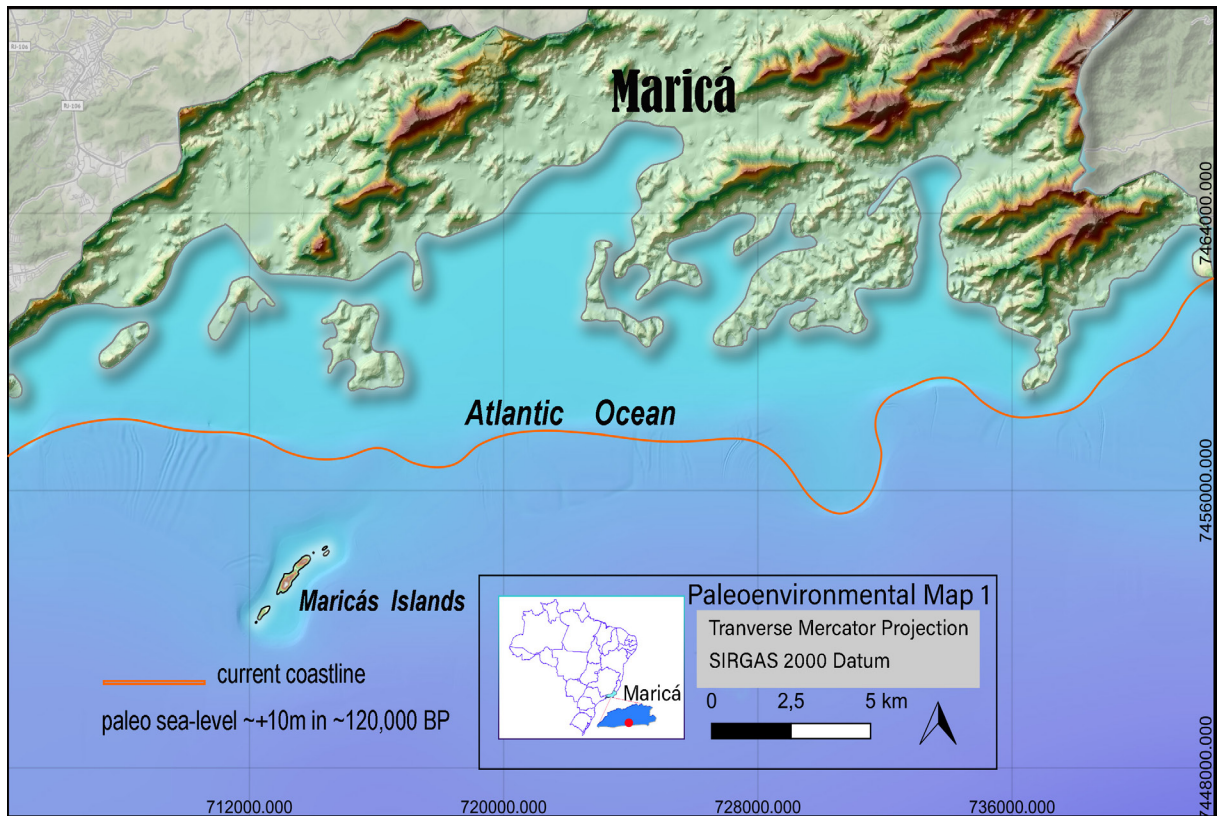 RJ-106
RJ-106
Maricá
7464000.000
Atlantic Ocean
7456000.000
Maricás Islands
current coastline
paleo sea-level ~+10m in ~120,000 BP
Paleoenvironmental Map 1
Tranverse Mercator Projection
SIRGAS 2000 Datum
Maricá
0 2,5 5 km
7448000.000
712000.000 720000.000 728000.000 736000.000